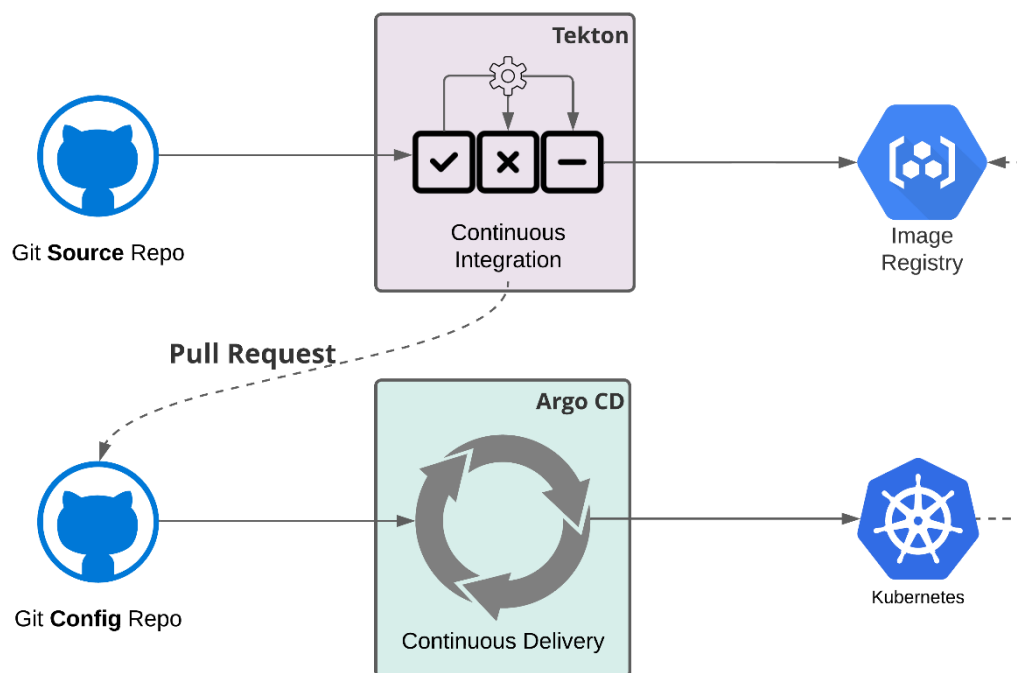 Tekton
Continuous
Integration
Git Source Repo
Image
Registry
Pull Request
Argo CD
Continuous Delivery
Git Config Repo
Kubernetes